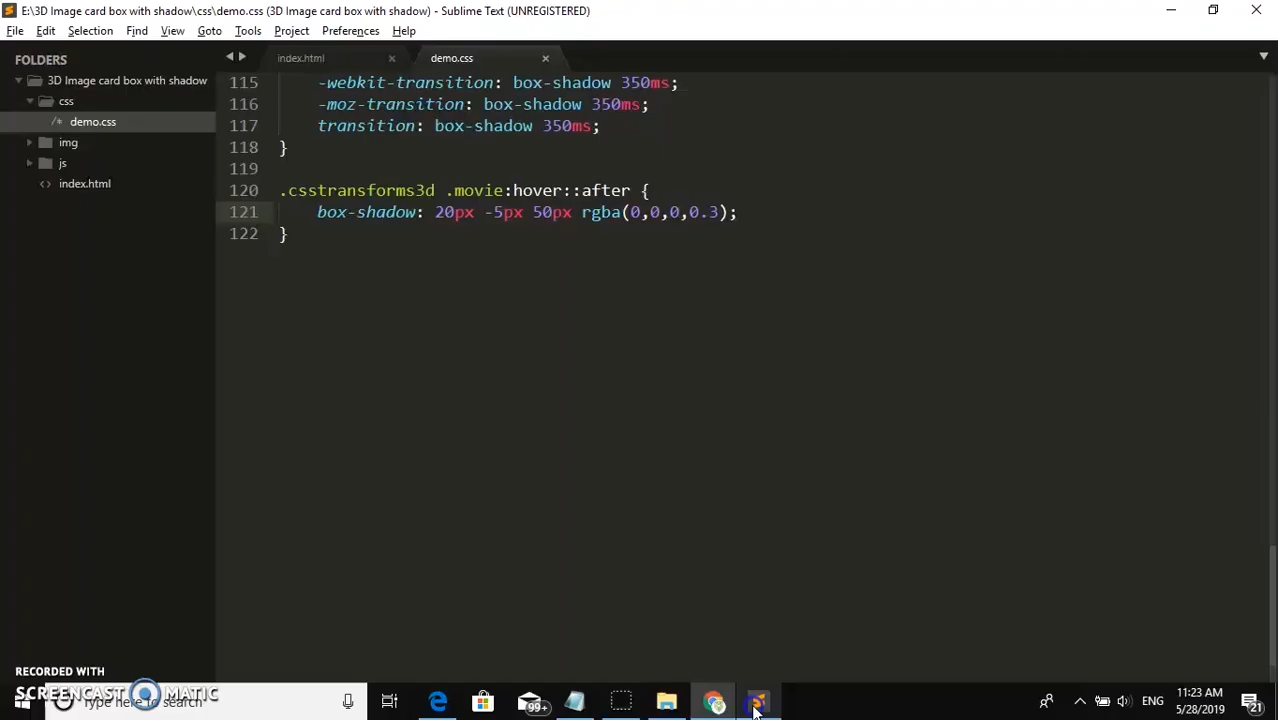 E:\3D Image card box with shadow\css\demo.css (3D Image card box with shadow) - Sublime Text (UNREGISTERED)
File Edit Selection Find View Goto Tools Project Preferences Help
FOLDERS
3D Image card box with shadow
css
/* demo.css
img
js
<> index.html
index.html × demo.css ×
115 -webkit-transition: box-shadow 350ms;
116 -moz-transition: box-shadow 350ms;
117 transition: box-shadow 350ms;
118 }
119
120 .csstransforms3d .movie:hover::after {
121 box-shadow: 20px -5px 50px rgba(0,0,0,0.3);
122 }
RECORDED WITH
SCREENCAST MATIC
Type here to search
99+
ENG
11:23 AM
5/28/2019
21